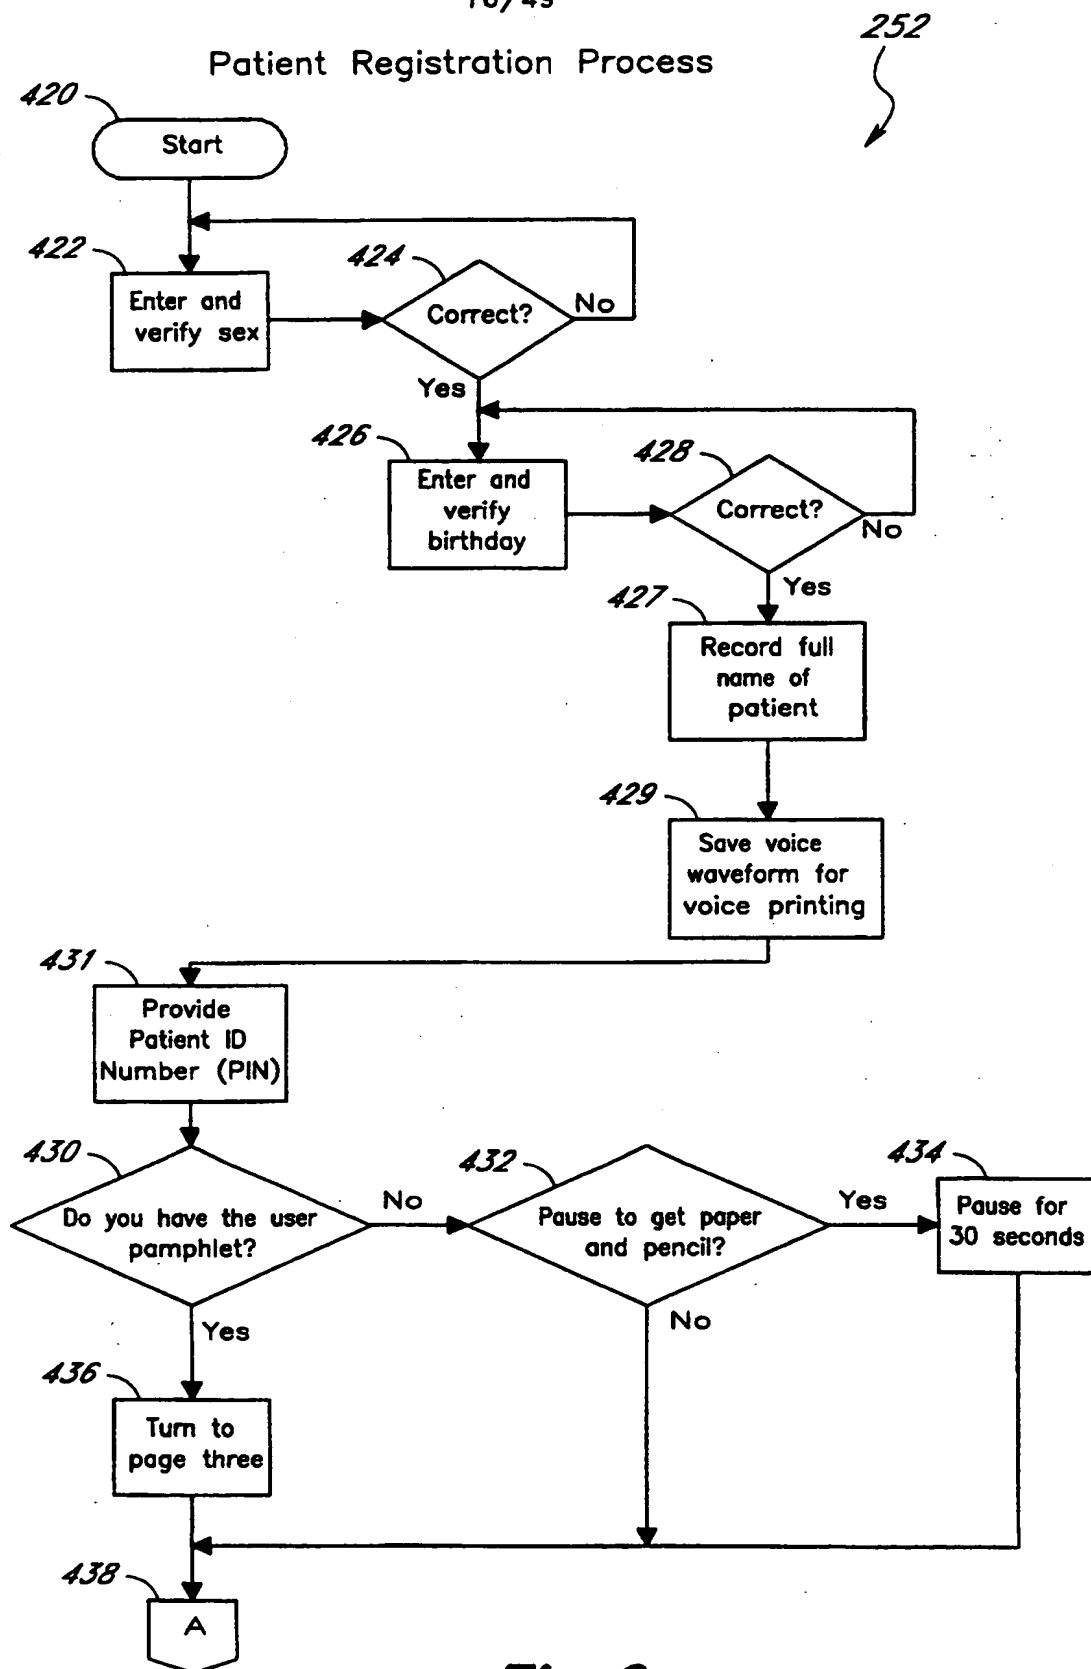 Patient Registration Process
252
420
Start
422
Enter and
verify sex
424
Correct?
No
Yes
426
Enter and
verify
birthday
428
Correct?
No
Yes
427
Record full
name of
patient
429
Save voice
waveform for
voice printing
431
Provide
Patient ID
Number (PIN)
430
Do you have the user
pamphlet?
No
432
Pause to get paper
and pencil?
Yes
434
Pause for
30 seconds
Yes
No
436
Turn to
page three
438
A